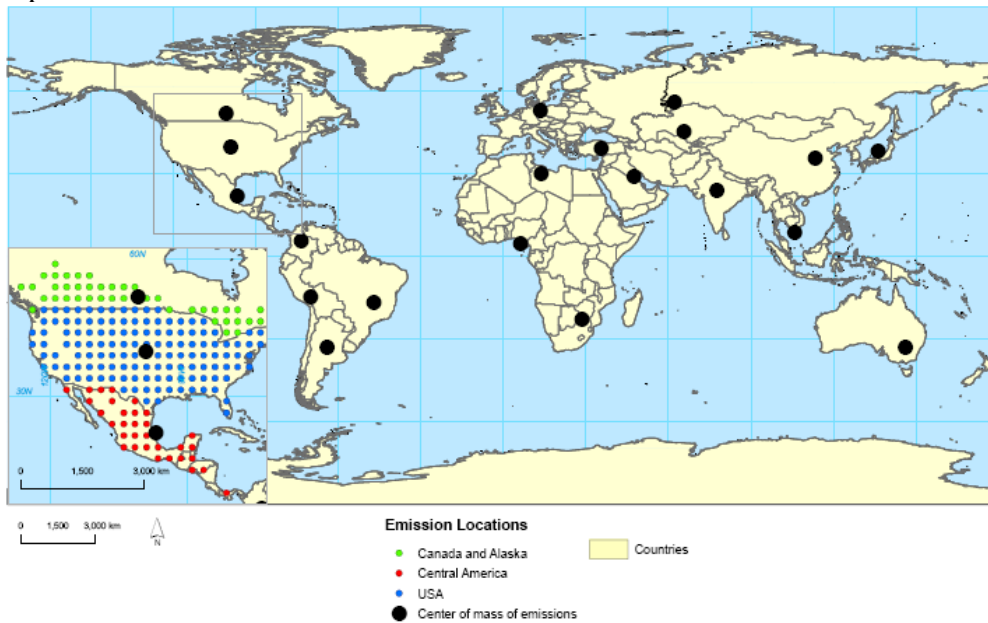 60N
30N
0 1,500 3,000 km
0 1,500 3,000 km
N
Emission Locations
Canada and Alaska
Countries
Central America
USA
Center of mass of emissions